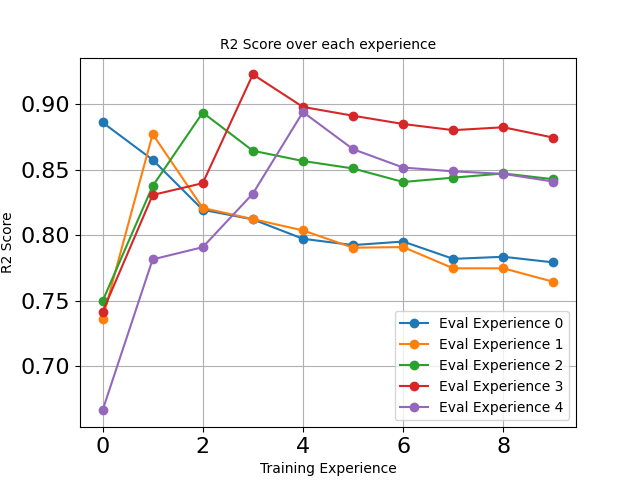 R2 Score over each experience
R2 Score
0.90
0.85
0.80
0.75
0.70
0 2 4 6 8
Training Experience
Eval Experience 0
Eval Experience 1
Eval Experience 2
Eval Experience 3
Eval Experience 4